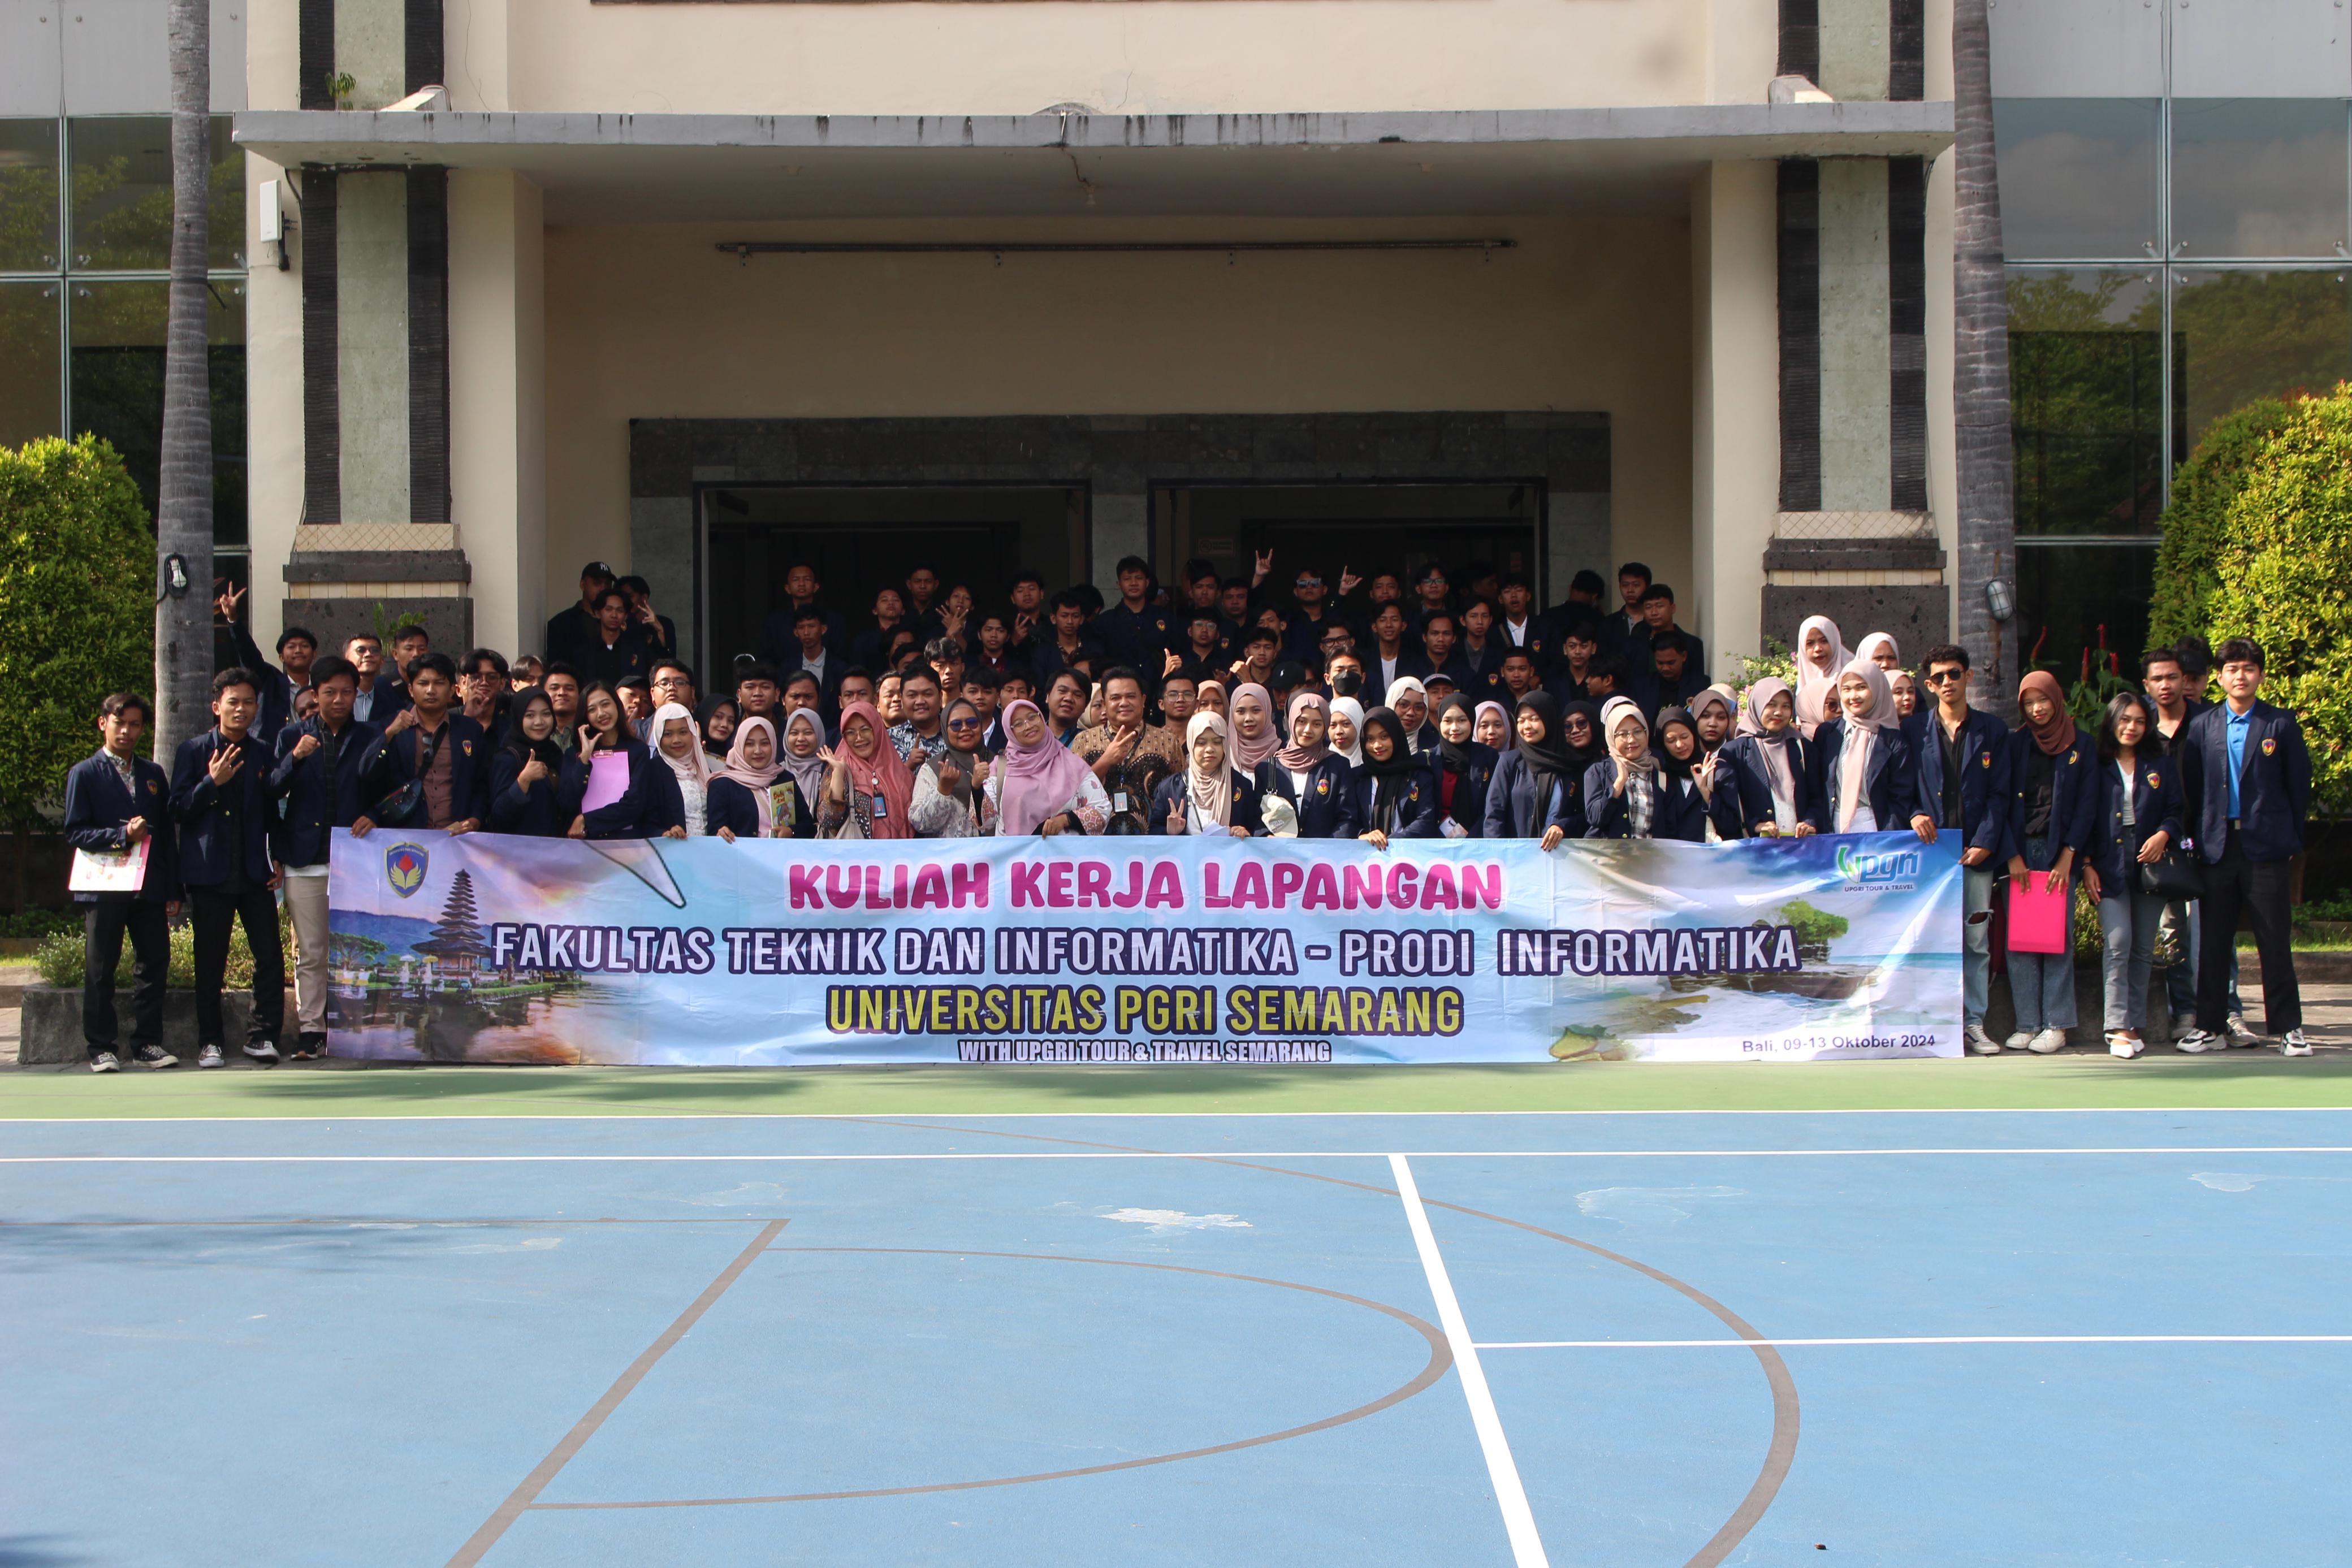 KULIAH KERJA LAPANGAN
FAKULTAS TEKNIK DAN INFORMATIKA - PRODI INFORMATIKA
UNIVERSITAS PGRI SEMARANG
WITH UPGRI TOUR & TRAVEL SEMARANG
upgri
UPGRI TOUR & TRAVEL
Bali, 09-13 Oktober 2024